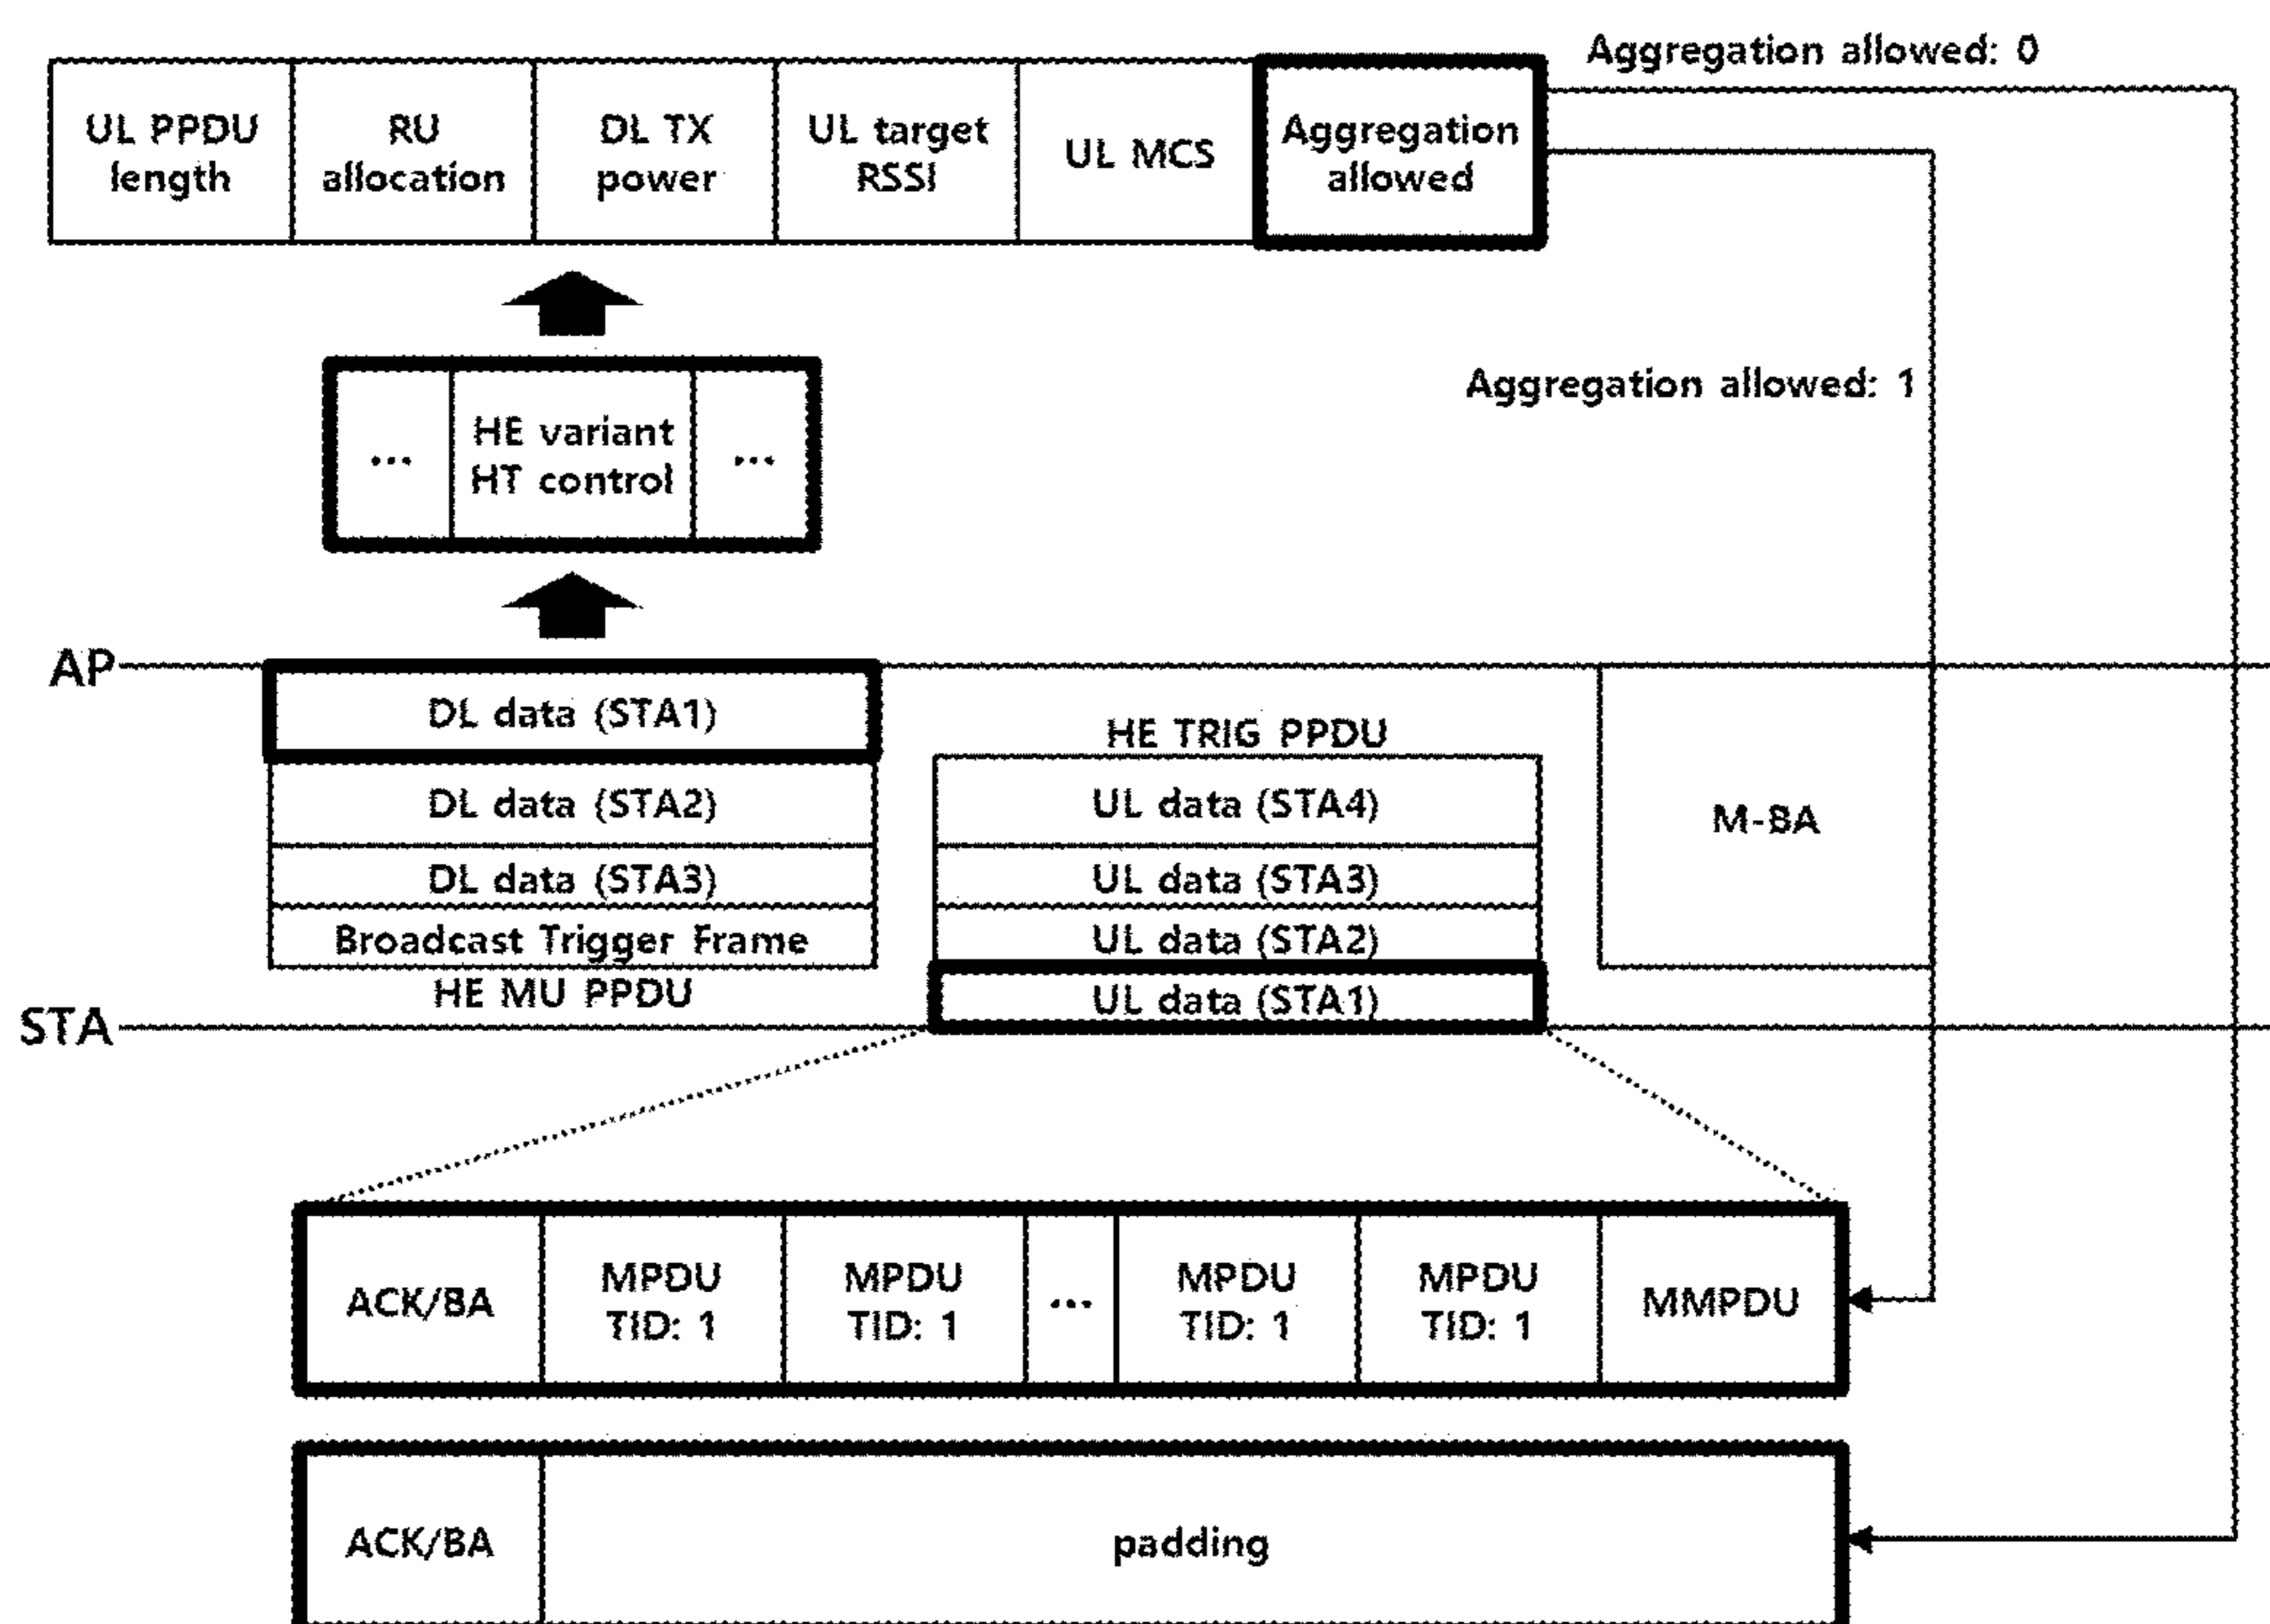 Aggregation allowed: 0
UL PPDU
length
RU
allocation
DL TX
power
UL target
RSSI
UL MCS
Aggregation
allowed
Aggregation allowed: 1
...
HE variant
HT control
...
AP
DL data (STA1)
DL data (STA2)
DL data (STA3)
Broadcast Trigger Frame
HE MU PPDU
HE TRIG PPDU
UL data (STA4)
UL data (STA3)
UL data (STA2)
UL data (STA1)
M-BA
STA
ACK/BA
MPDU
TID: 1
MPDU
TID: 1
...
MPDU
TID: 1
MPDU
TID: 1
MMPDU
ACK/BA
padding